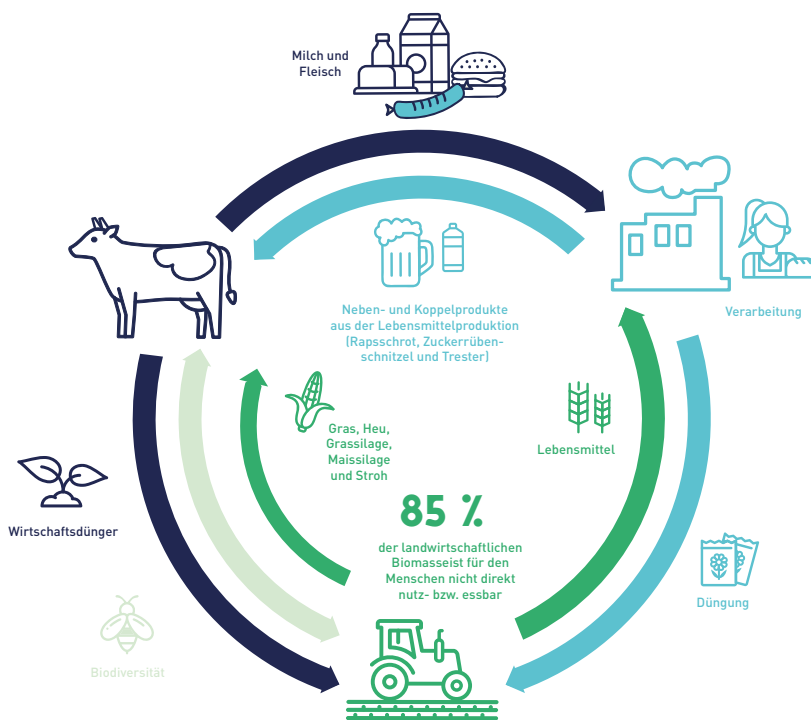 Milch und
Fleisch
Neben- und Koppelprodukte
aus der Lebensmittelproduktion
(Rapsschrot, Zuckerrüben-
schnitzel und Trester)
Verarbeitung
Gras, Heu,
Grassilage,
Maissilage
und Stroh
Lebensmittel
Wirtschaftsdünger
85 %
der landwirtschaftlichen
Biomasseist für den
Menschen nicht direkt
nutz- bzw. essbar
Düngung
Biodiversität